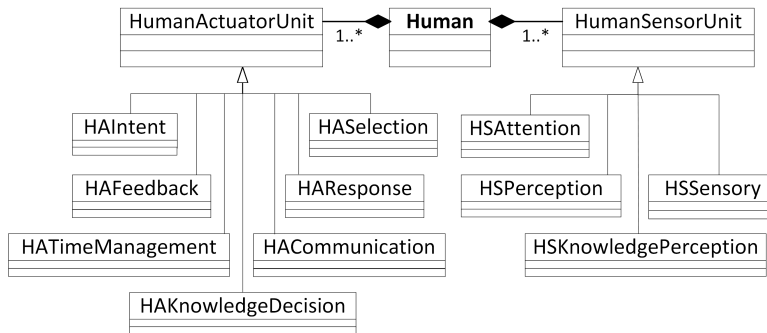 HumanActuatorUnit
Human
HumanSensorUnit
1..*
1..*
HAIntent
HASelection
HSAttention
HAFeedback
HAResponse
HSPerception
HSSensory
HATimeManagement
HACommunication
HSKnowledgePerception
HAKnowledgeDecision